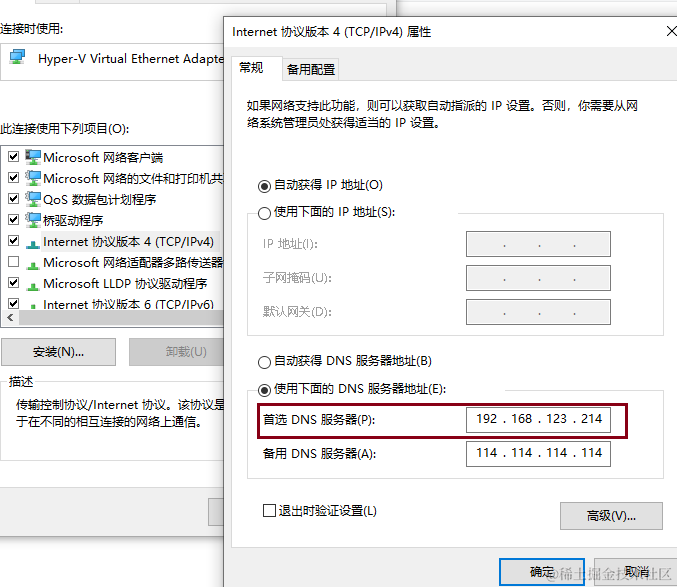 连接时使用:
Hyper-V Virtual Ethernet Adapte
此连接使用下列项目(O):
Microsoft 网络客户端
Microsoft 网络的文件和打印机共
QoS 数据包计划程序
桥驱动程序
Internet 协议版本 4 (TCP/IPv4)
Microsoft 网络适配器多路传送器
Microsoft LLDP 协议驱动程序
Internet 协议版本 6 (TCP/IPv6)
安装(N)...
卸载(U)
描述
传输控制协议/Internet 协议。该协议是
于在不同的相互连接的网络上通信。
Internet 协议版本 4 (TCP/IPv4) 属性
常规
备用配置
如果网络支持此功能，则可以获取自动指派的 IP 设置。否则，你需要从网
络系统管理员处获得适当的 IP 设置。
自动获得 IP 地址(O)
使用下面的 IP 地址(S):
IP 地址(I):
子网掩码(U):
默认网关(D):
自动获得 DNS 服务器地址(B)
使用下面的 DNS 服务器地址(E):
首选 DNS 服务器(P):
192 . 168 . 123 . 214
备用 DNS 服务器(A):
114 . 114 . 114 . 114
退出时验证设置(L)
高级(V)...
确定
取消
@稀土掘金技术社区